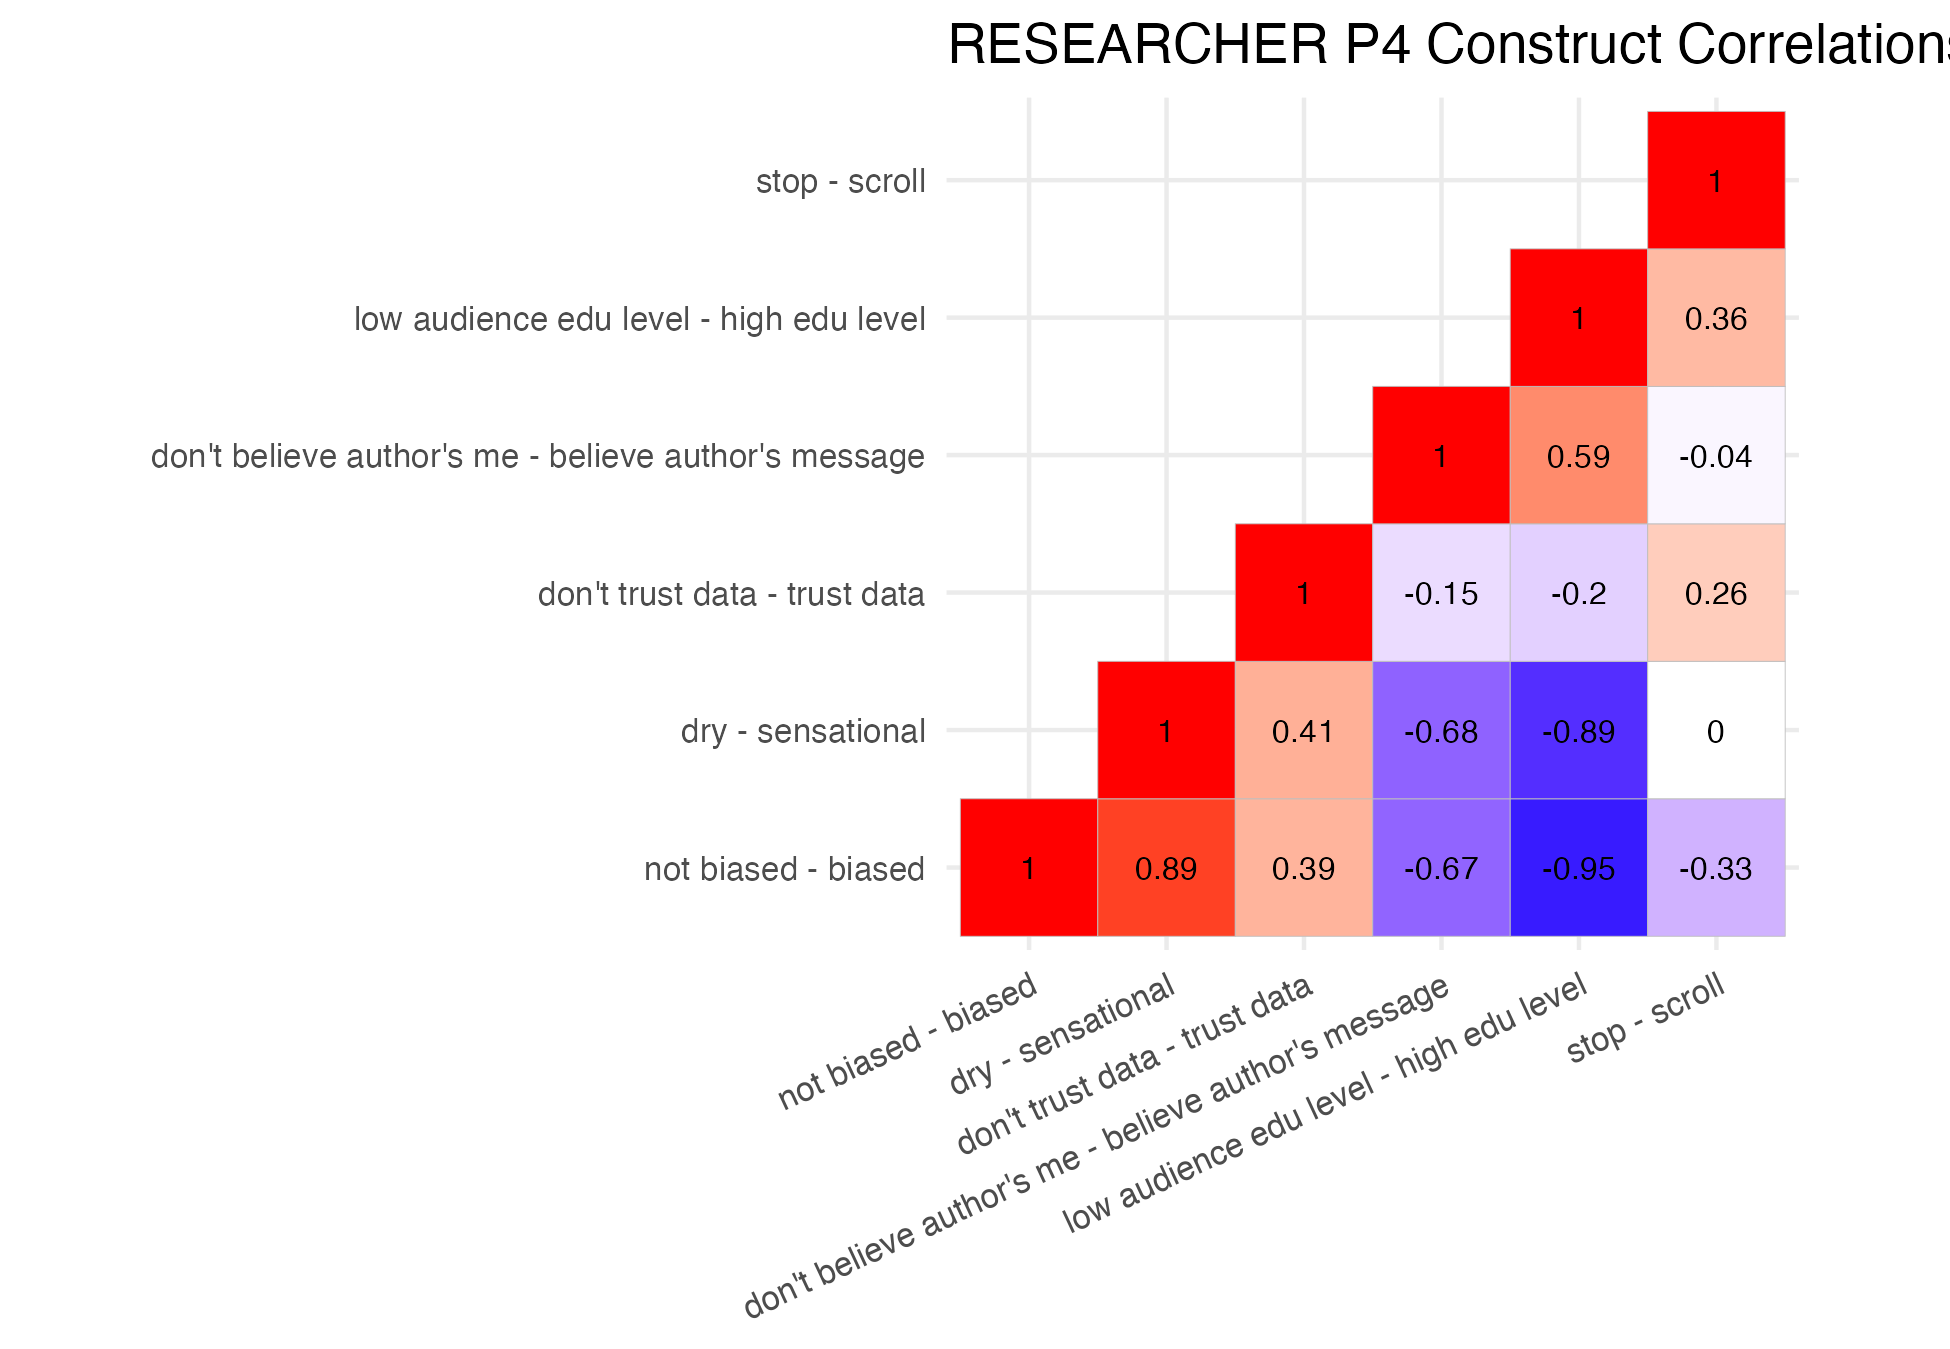 RESEARCHER P4 Construct Correlations
stop - scroll
1
low audience edu level - high edu level
1 0.36
don't believe author's me - believe author's message
1 0.59 -0.04
don't trust data - trust data
1 -0.15 -0.2 0.26
dry - sensational
1 0.41 -0.68 -0.89 0
not biased - biased
1 0.89 0.39 -0.67 -0.95 -0.33
not biased - biased
dry - sensational
don't trust data - trust data
don't believe author's me - believe author's message
low audience edu level - high edu level
stop - scroll